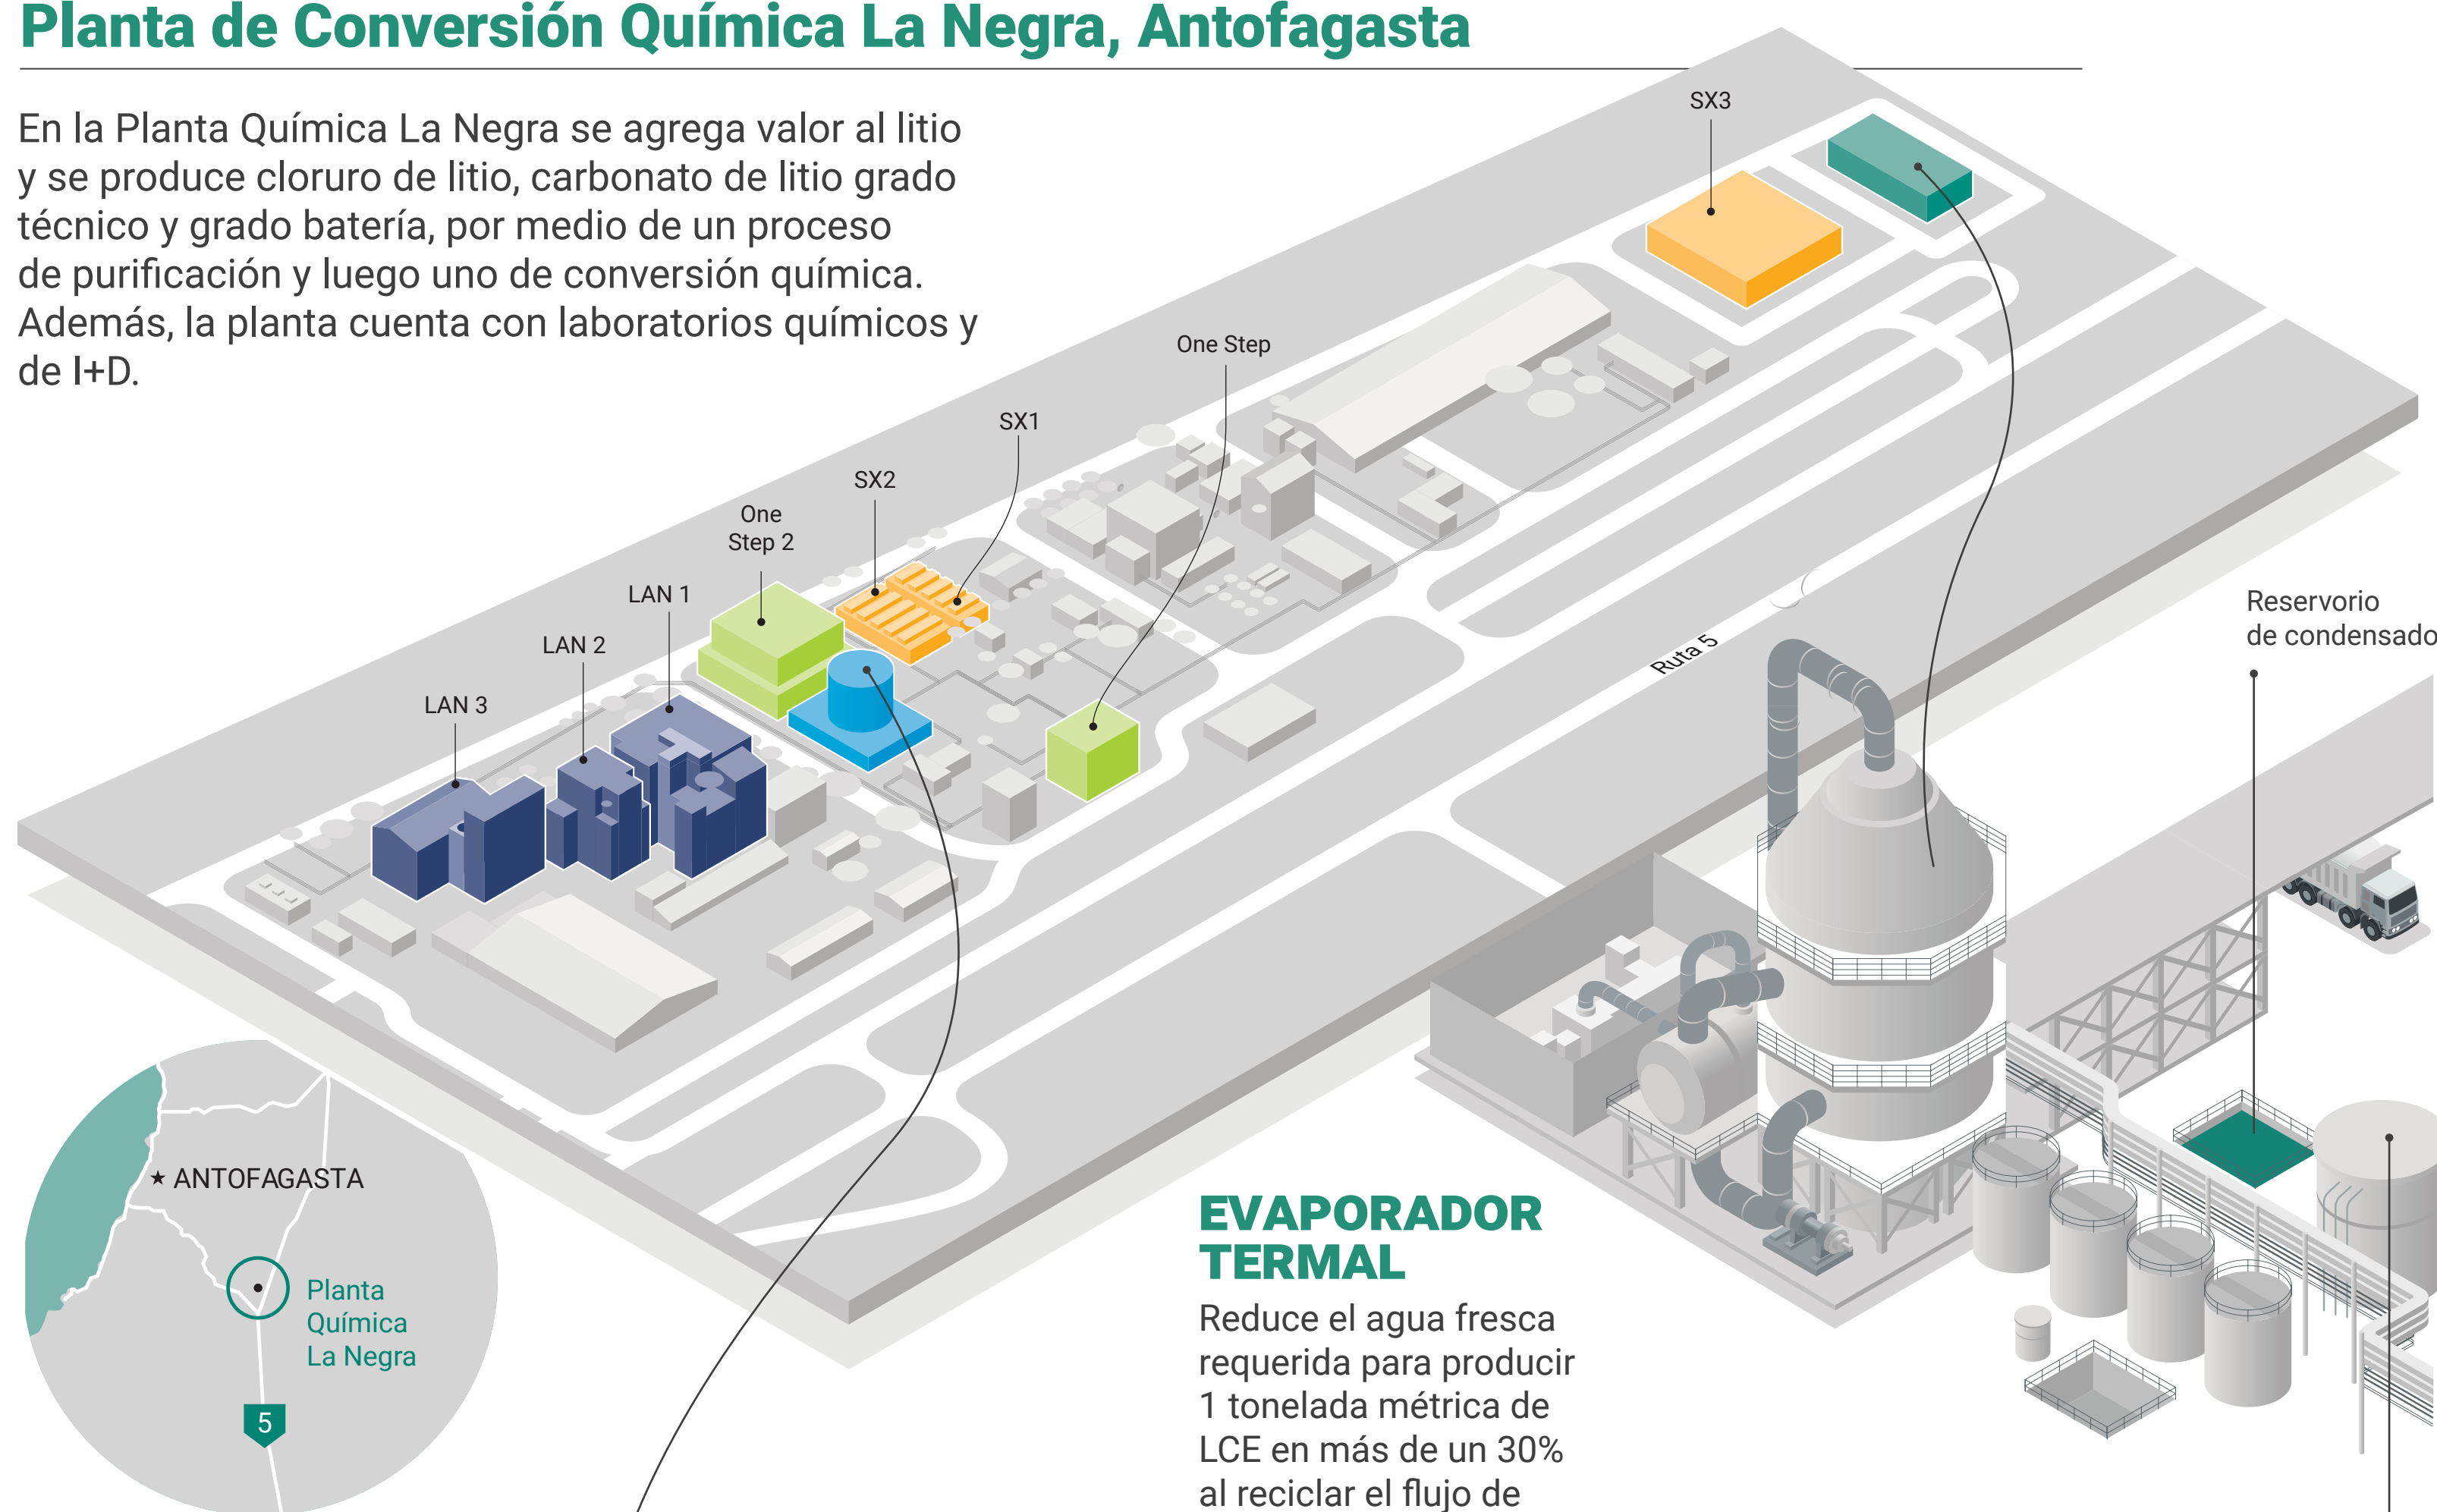 Planta de Conversión Química La Negra, Antofagasta
En la Planta Química La Negra se agrega valor al litio
y se produce cloruro de litio, carbonato de litio grado
técnico y grado batería, por medio de un proceso
de purificación y luego uno de conversión química.
Además, la planta cuenta con laboratorios químicos y
de I+D.
SX3
One Step
SX1
SX2
One
Step 2
LAN 1
LAN 2
LAN 3
Ruta 5
Reservorio
de condensado
★ ANTOFAGASTA
Planta
Química
La Negra
5
EVAPORADOR
TERMAL
Reduce el agua fresca
requerida para producir
1 tonelada métrica de
LCE en más de un 30%
al reciclar el flujo de